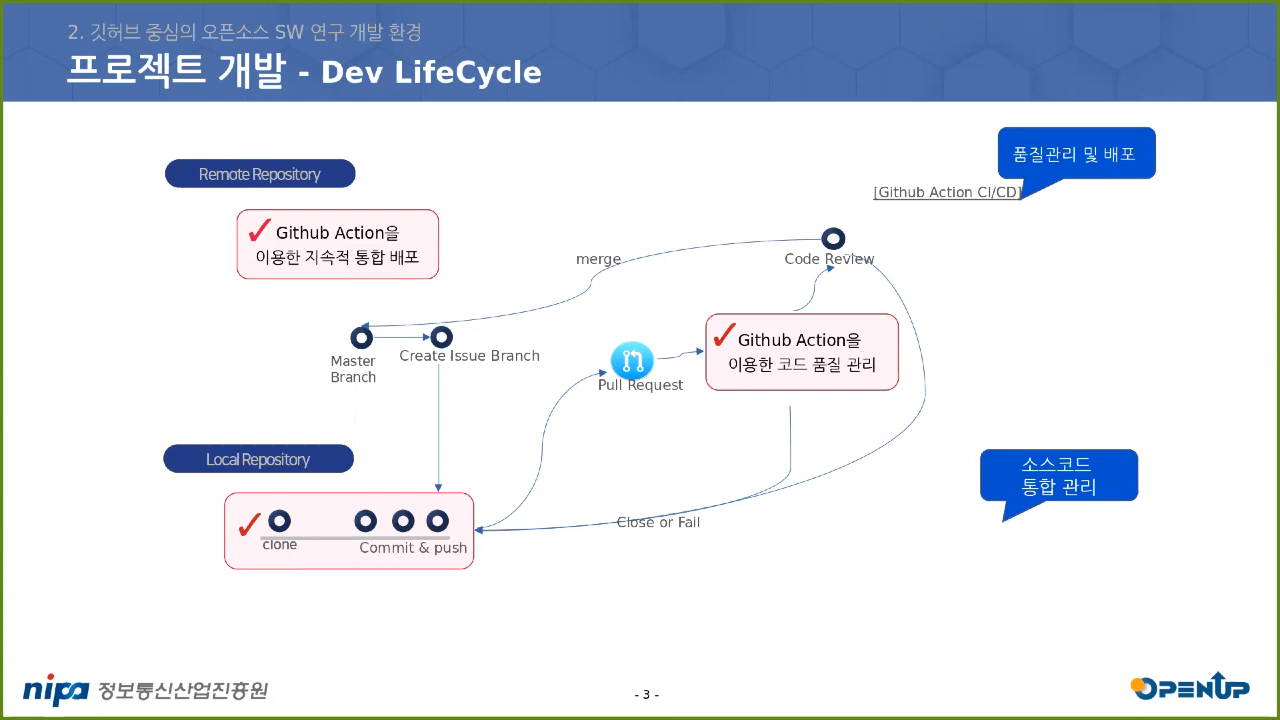 2. 깃허브 중심의 오픈소스 SW 연구 개발 환경
프로젝트 개발 - Dev LifeCycle
품질관리 및 배포
[Github Action CI/CD]
Remote Repository
Github Action을
이용한 지속적 통합 배포
merge
Code Review
Master
Branch
Create Issue Branch
Pull Request
Github Action을
이용한 코드 품질 관리
Local Repository
소스코드
통합 관리
clone
Commit & push
Close or Fail
nipa 정보통신산업진흥원
- 3 -
OPENUP